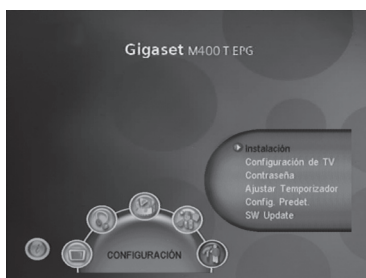 Gigaset M400 T EPG
Instalación
Configuración de TV
Contraseña
Ajustar Temporizador
Config. Predet.
SW Update
CONFIGURACIÓN